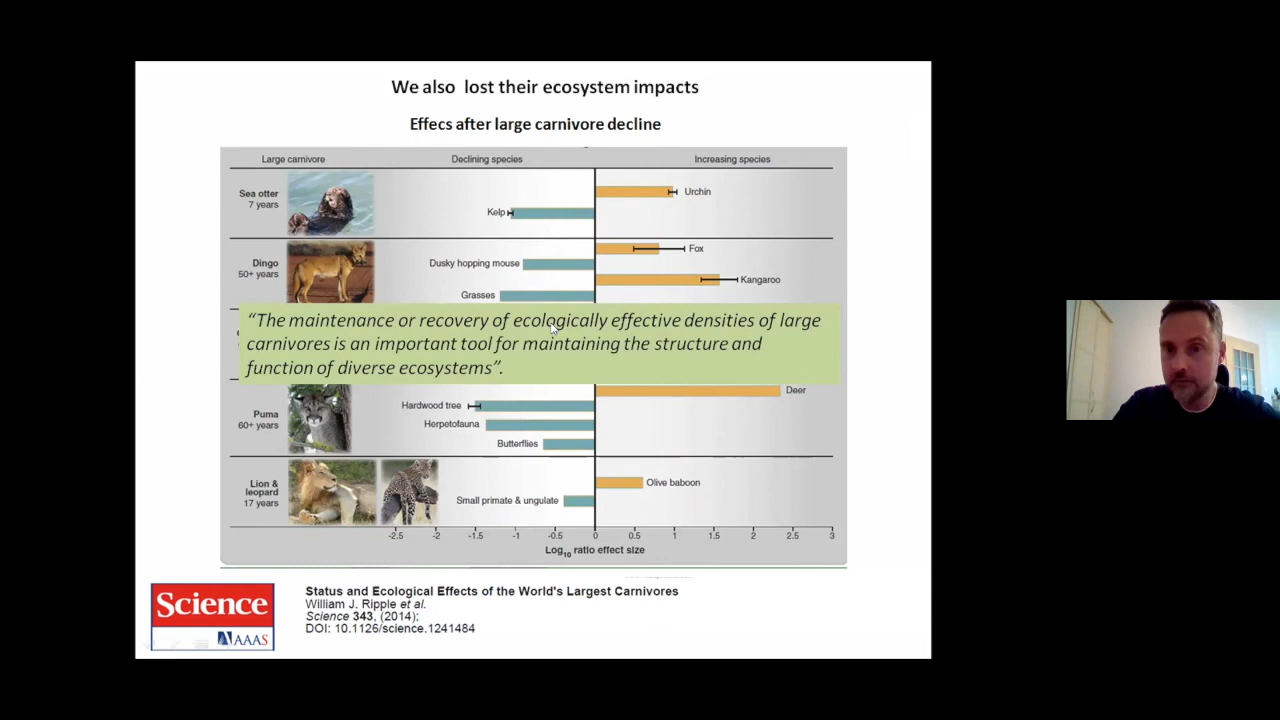 We also lost their ecosystem impacts
Effecs after large carnivore decline
Large carnivore Declining species Increasing species
Sea otter
7 years
Urchin
Kelp
Dingo
50+ years
Fox
Dusky hopping mouse
Kangaroo
Grasses
“The maintenance or recovery of ecologically effective densities of large
carnivores is an important tool for maintaining the structure and
function of diverse ecosystems”.
Deer
Puma
60+ years
Hardwood tree
Herpetofauna
Butterflies
Lion &
leopard
17 years
Olive baboon
Small primate & ungulate
-2.5 -2 -1.5 -1 -0.5 0 0.5 1 1.5 2 2.5 3
Log10 ratio effect size
Science
AAAS
Status and Ecological Effects of the World's Largest Carnivores
William J. Ripple et al.
Science 343, (2014);
DOI: 10.1126/science.1241484